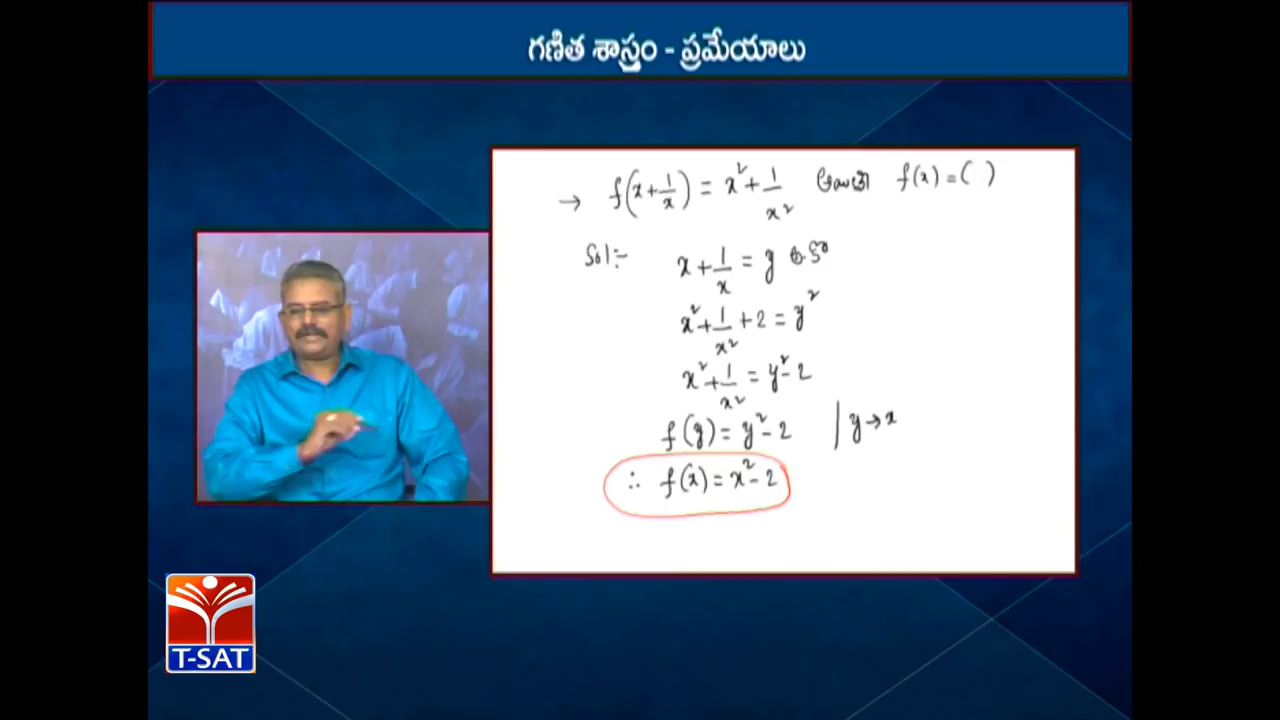 గణిత శాస్త్రం - ప్రమేయాలు
→ f(x+1/x) = x²+1/x² అయితే f(x) = ( )
Sol:- x+1/x = y అ.కొ
x²+1/x²+2 = y²
x²+1/x² = y²-2
f(y) = y²-2 | y→x
∴ f(x) = x²-2
T-SAT